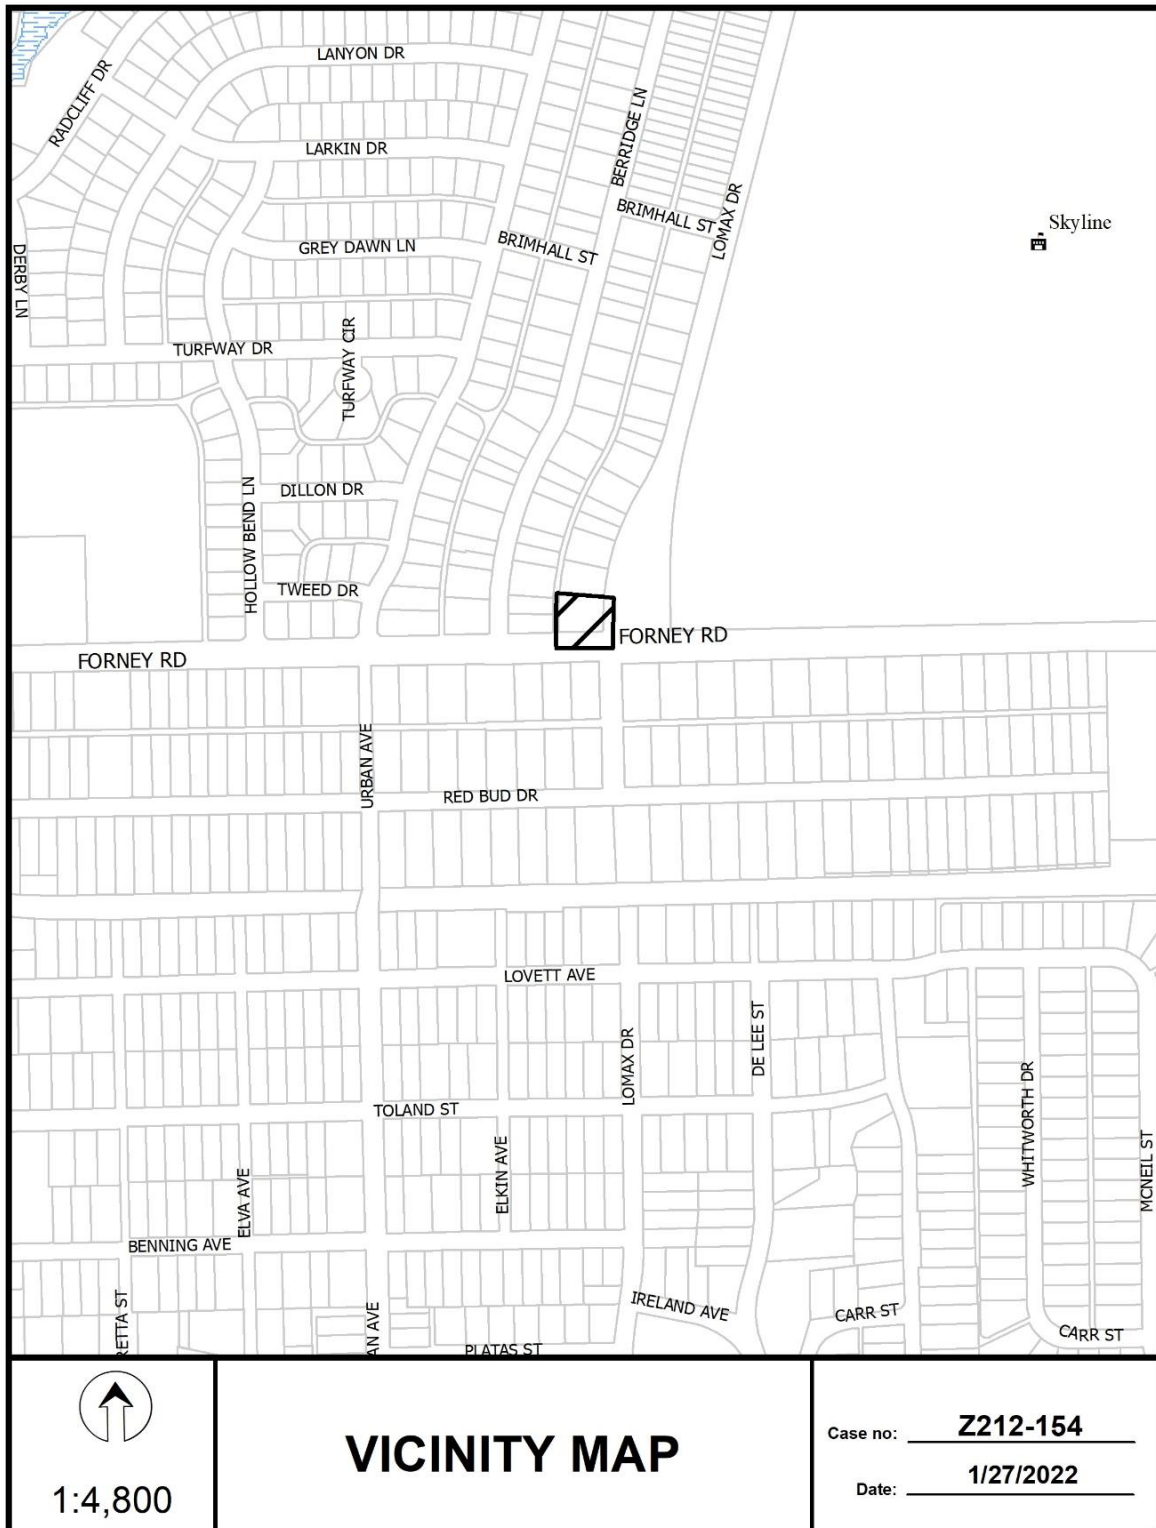 LANYON DR
RADCLIFF DR
LARKIN DR
BERRIDGE LN
BRIMHALL ST
LOMAX DR
Skyline
GREY DAWN LN
BRIMHALL ST
DERBY LN
TURFWAY DR
TURFWAY CIR
DILLON DR
HOLLOW BEND LN
TWEED DR
FORNEY RD
FORNEY RD
URBAN AVE
RED BUD DR
LOVETT AVE
LOMAX DR
DE LEE ST
WHITWORTH DR
TOLAND ST
ELVA AVE
ELKIN AVE
MCNEIL ST
BENNING AVE
RETTA ST
AN AVE
IRELAND AVE
CARR ST
CARR ST
PLATAS ST
1:4,800
VICINITY MAP
Case no: Z212-154
Date: 1/27/2022